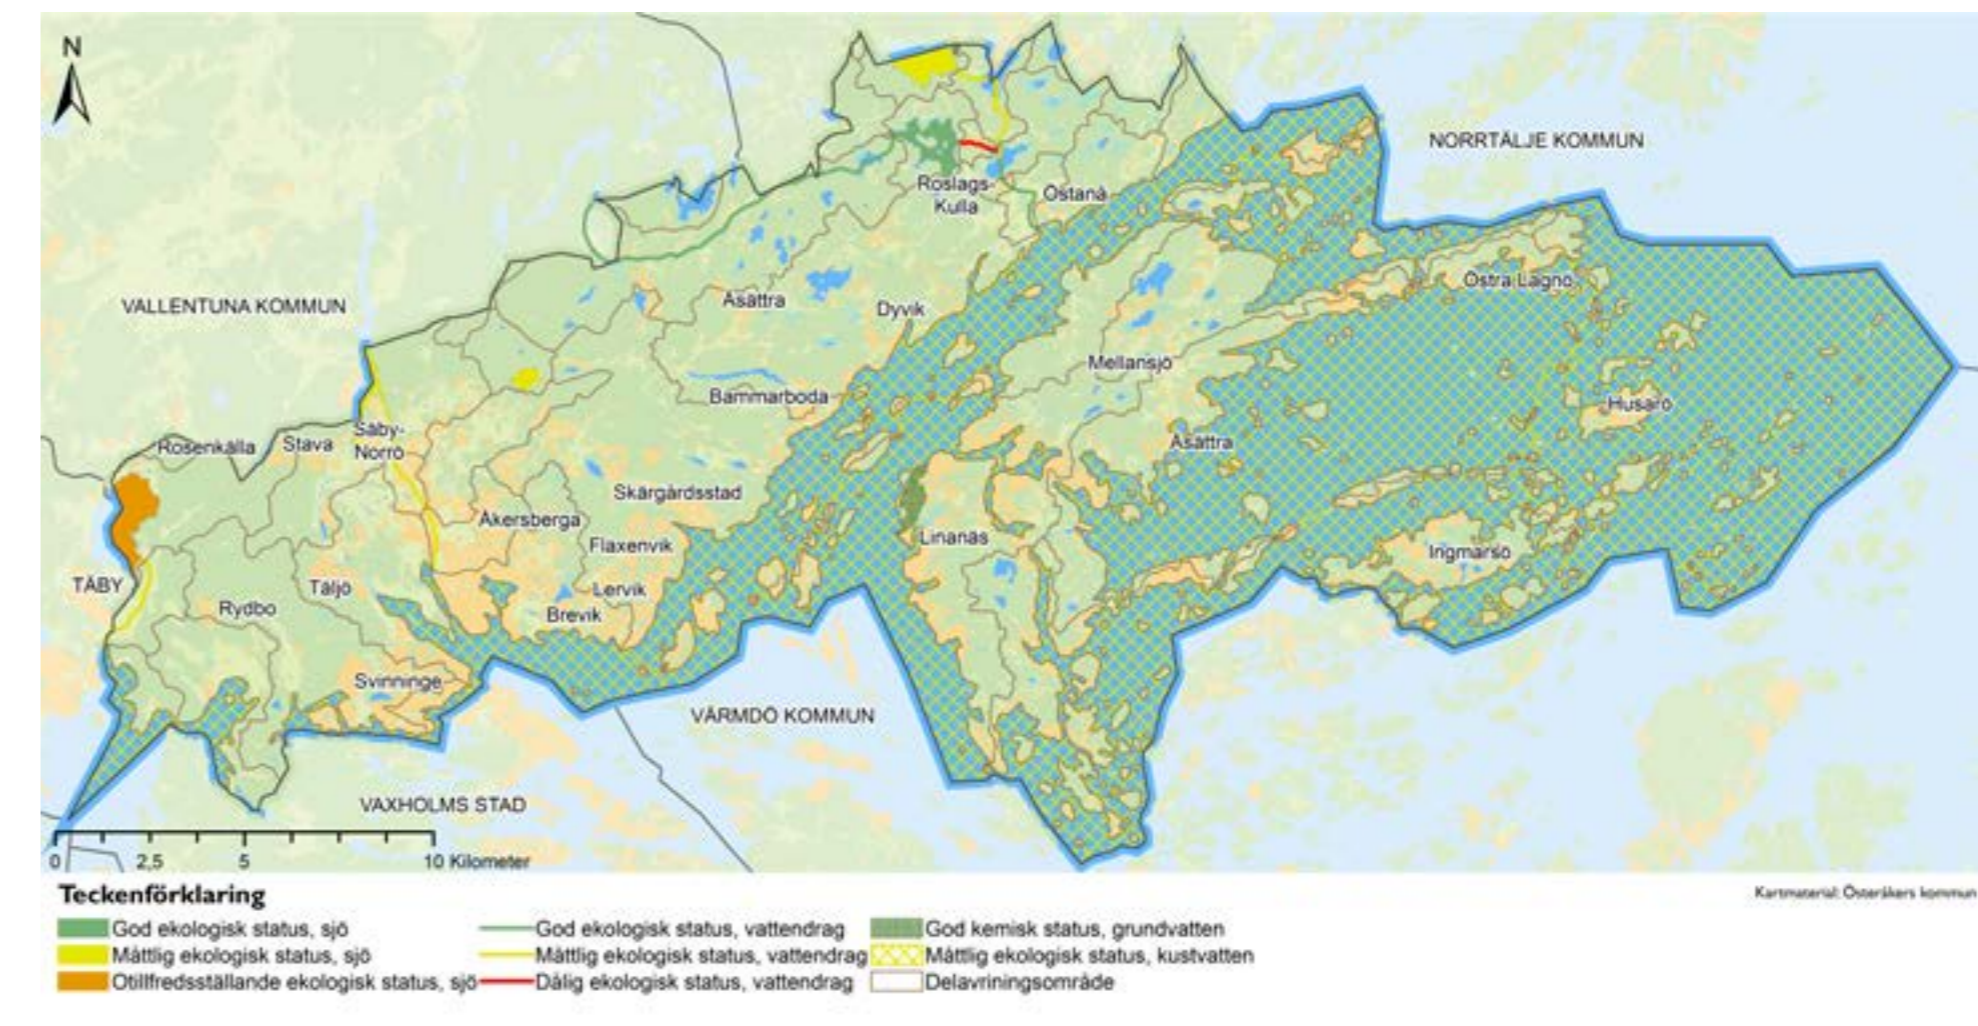 N
NORRTÄLJE KOMMUN
Roslags-
Kulla
Östanå
VALLENTUNA KOMMUN
Åsättra
Dyvik
Östra Lagnö
Mellansjö
Bammarboda
Husarö
Rosenkälla
Stava
Säby-
Norrö
Åsättra
Skärgårdsstad
Åkersberga
Flaxenvik
Linanäs
Ingmarsö
TÄBY
Täljö
Lervik
Rydbo
Brevik
Svinninge
VÄRMDÖ KOMMUN
VAXHOLMS STAD
0 2,5 5 10 Kilometer
Teckenförklaring
Kartmaterial: Österåkers kommun
God ekologisk status, sjö
Måttlig ekologisk status, sjö
Otillfredsställande ekologisk status, sjö
God ekologisk status, vattendrag
Måttlig ekologisk status, vattendrag
Dålig ekologisk status, vattendrag
God kemisk status, grundvatten
Måttlig ekologisk status, kustvatten
Delavriningsområde